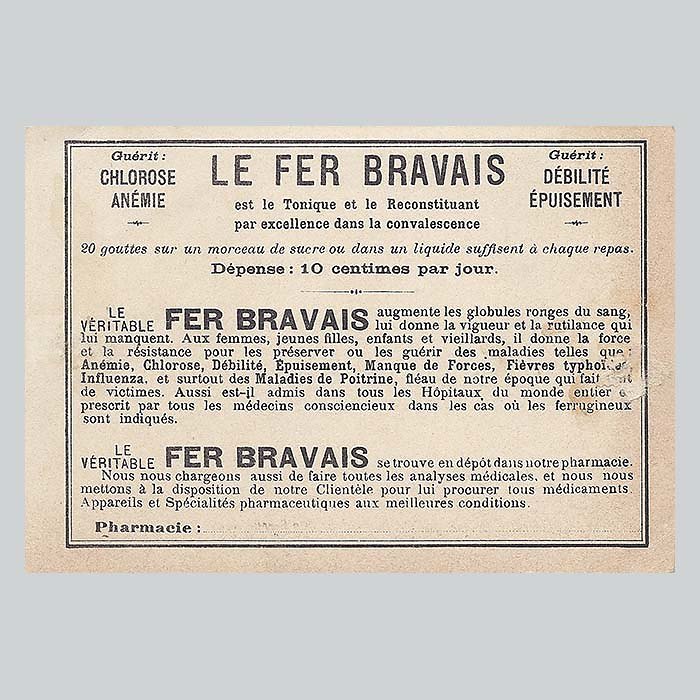 Guérit :
CHLOROSE
ANÉMIE
LE FER BRAVAIS
est le Tonique et le Reconstituant
par excellence dans la convalescence
Guérit :
DÉBILITÉ
ÉPUISEMENT
20 gouttes sur un morceau de sucre ou dans un liquide suffisent à chaque repas.
Dépense : 10 centimes par jour.
LE VÉRITABLE FER BRAVAIS augmente les globules ronges du sang,
lui donne la vigueur et la rutilance qui
lui manquent. Aux femmes, jeunes filles, enfants et vieillards, il donne la force
et la résistance pour les préserver ou les guérir des maladies telles que :
Anémie, Chlorose, Débilité, Épuisement, Manque de Forces, Fièvres
Influenza, et surtout des Maladies de Poitrine, fléau de notre époque qui
de victimes. Aussi est-il admis dans tous les Hôpitaux du monde entier
prescrit par tous les médecins consciencieux dans les cas où les ferrugineux
sont indiqués.
LE VÉRITABLE FER BRAVAIS se trouve en dépôt dans notre pharmacie.
Nous nous chargeons aussi de faire toutes les analyses médicales, et nous nous
mettons à la disposition de notre Clientèle pour lui procurer tous médicaments
Appareils et Spécialités pharmaceutiques aux meilleures conditions.
Pharmacie :